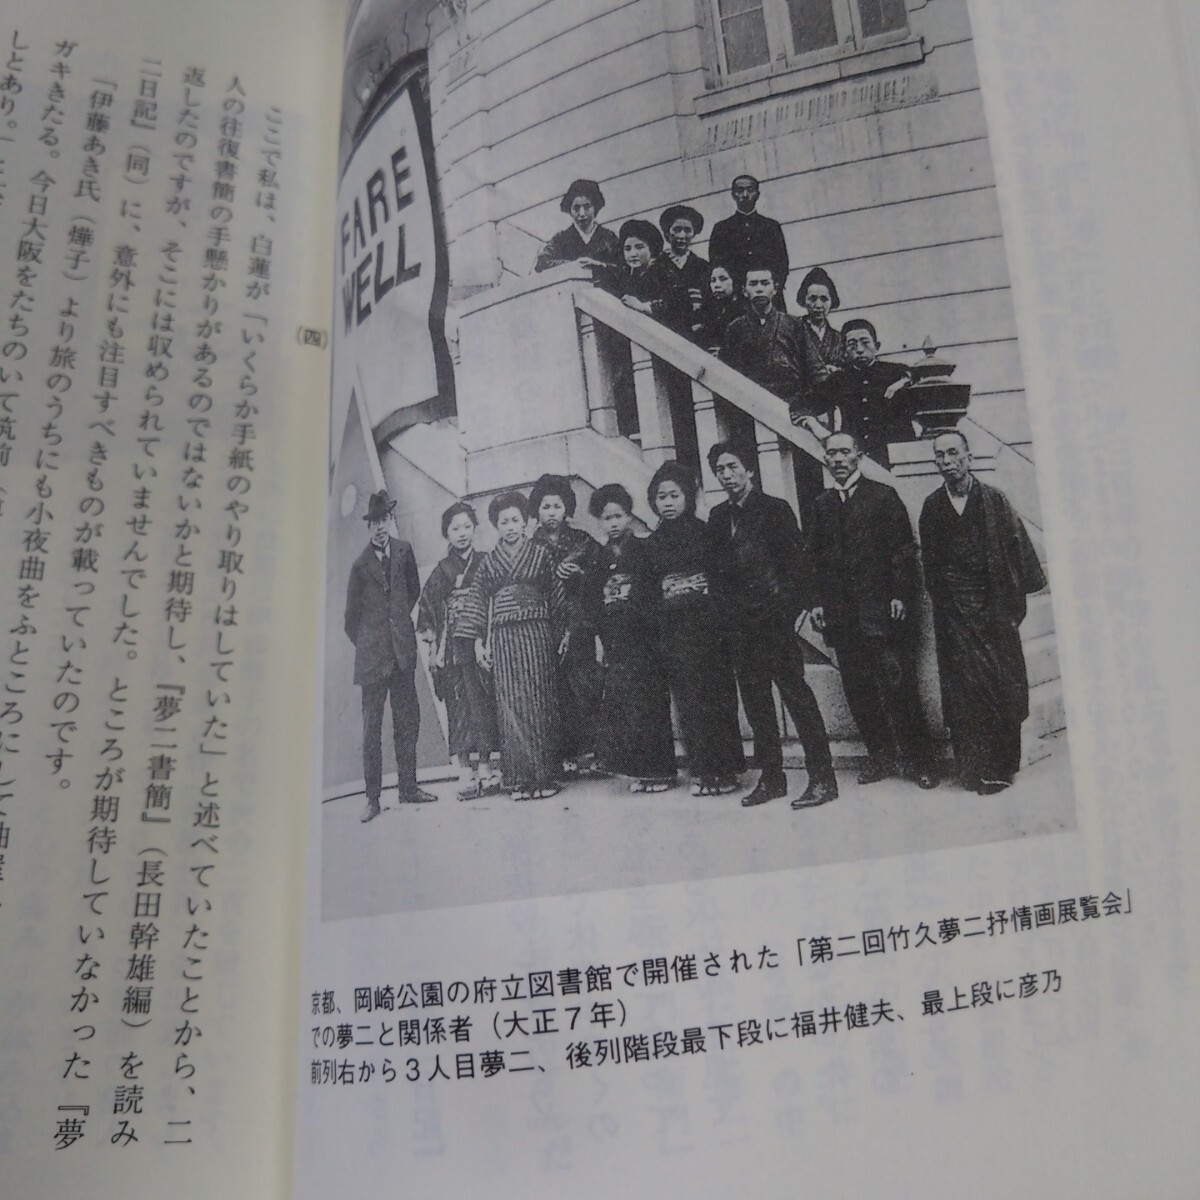 FARE
WELL
京都、岡崎公園の府立図書館で開催された「第二回竹久夢二抒情画展覧会」
での夢二と関係者（大正７年）
前列右から３人目夢二、後列階段最下段に福井健夫、最上段に彦乃
（四）
ここで私は、白蓮が「いくらか手紙のやり取りはしていた」と述べていたことから、二
人の往復書簡の手懸かりがあるのではないかと期待し、『夢二書簡』（長田幹雄編）を読み
返したのですが、そこには収められていませんでした。ところが期待していなかった『夢
二日記』（同）に、意外にも注目すべきものが載っていたのです。
「伊藤あき氏（燁子）より旅のうちにも小夜曲をふところにして
ガキきたる。今日大阪をたちのいて筑前
しとあり。」